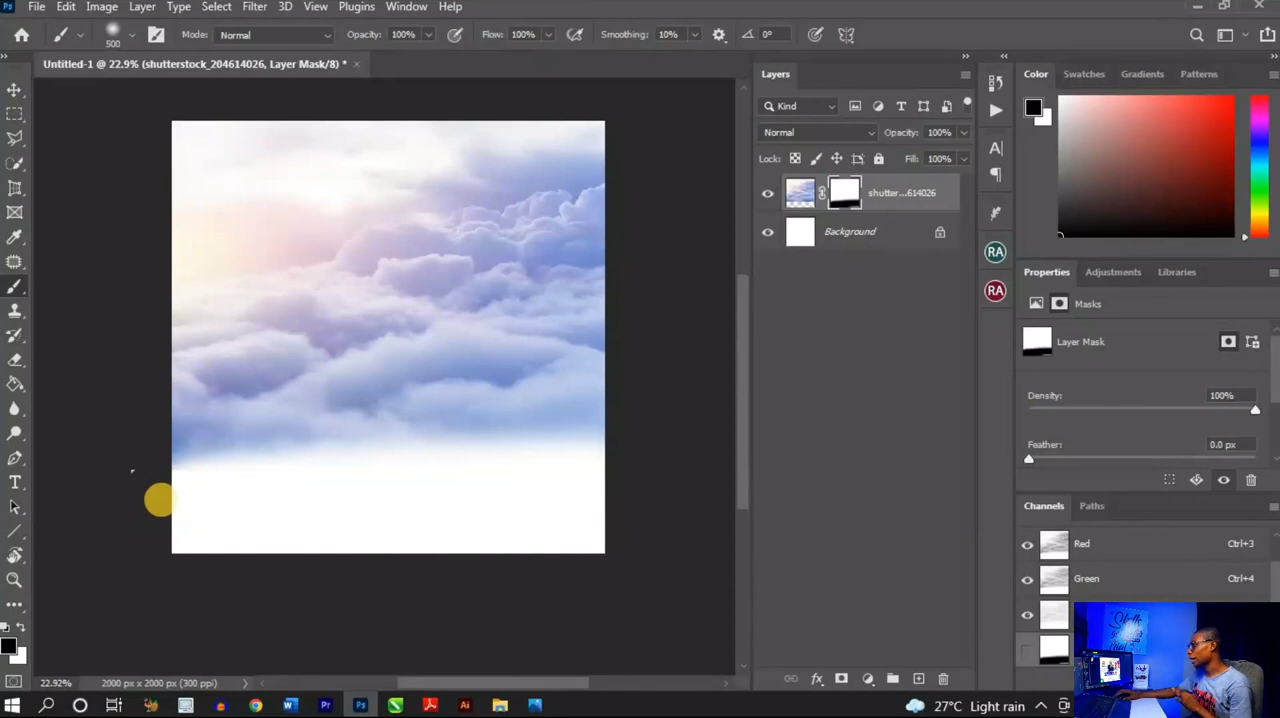 Ps File Edit Image Layer Type Select Filter 3D View Plugins Window Help
500 Mode: Normal Opacity: 100% Flow: 100% Smoothing: 10% 0°
Untitled-1 @ 22.9% (shutterstock_204614026, Layer Mask/8) *
Layers
Kind
Normal Opacity: 100%
Lock: Fill: 100%
shutter...614026
Background
RA
RA
Color Swatches Gradients Patterns
Properties Adjustments Libraries
Masks
Layer Mask
Density: 100%
Feather: 0.0 px
Channels Paths
Red Ctrl+3
Green Ctrl+4
22.92% 2000 px x 2000 px (300 ppi)
27°C Light rain